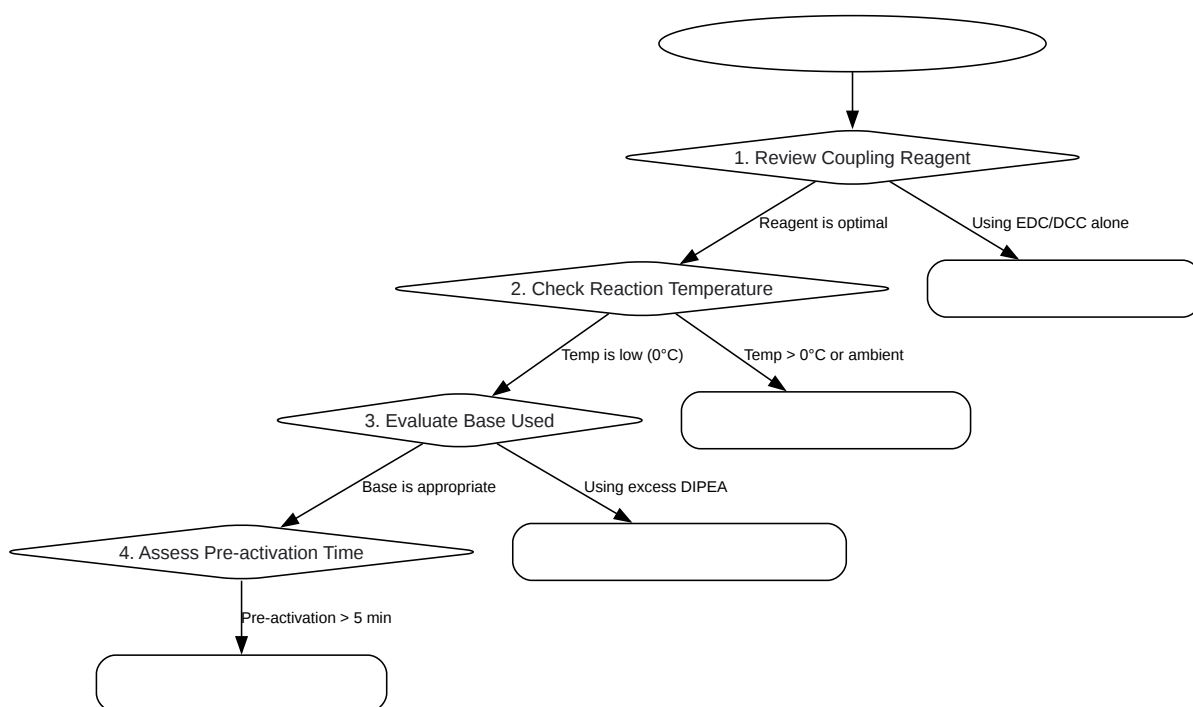 1. Review Coupling Reagent
Reagent is optimal
Using EDC/DCC alone
2. Check Reaction Temperature
Temp is low (0°C)
Temp > 0°C or ambient
3. Evaluate Base Used
Base is appropriate
Using excess DIPEA
4. Assess Pre-activation Time
Pre-activation > 5 min